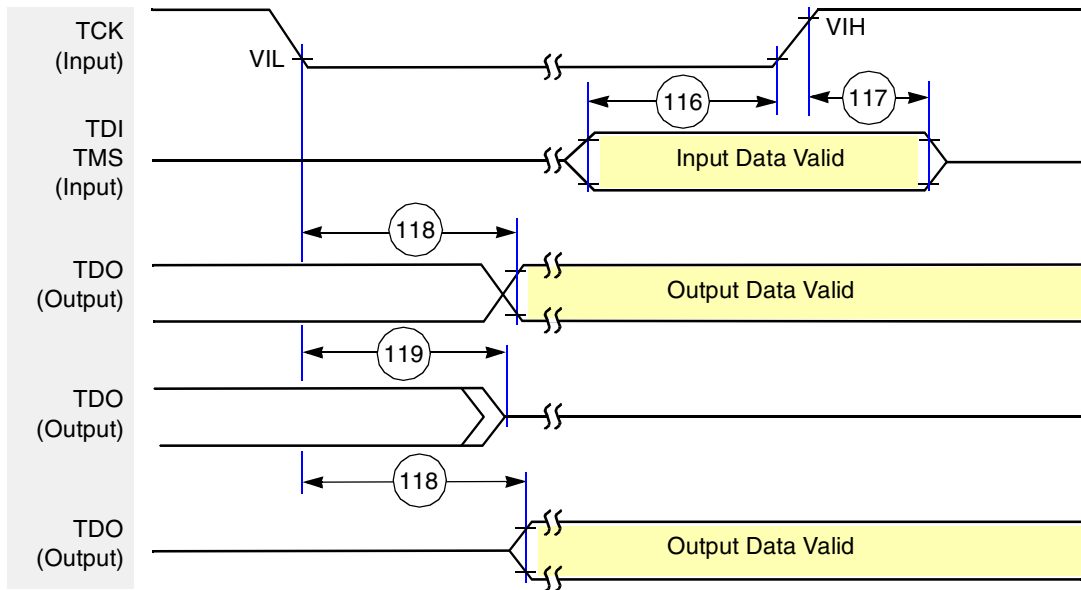 TCK
(Input)
VIL
VIH
116
117
TDI
TMS
(Input)
Input Data Valid
118
TDO
(Output)
Output Data Valid
119
TDO
(Output)
118
TDO
(Output)
Output Data Valid